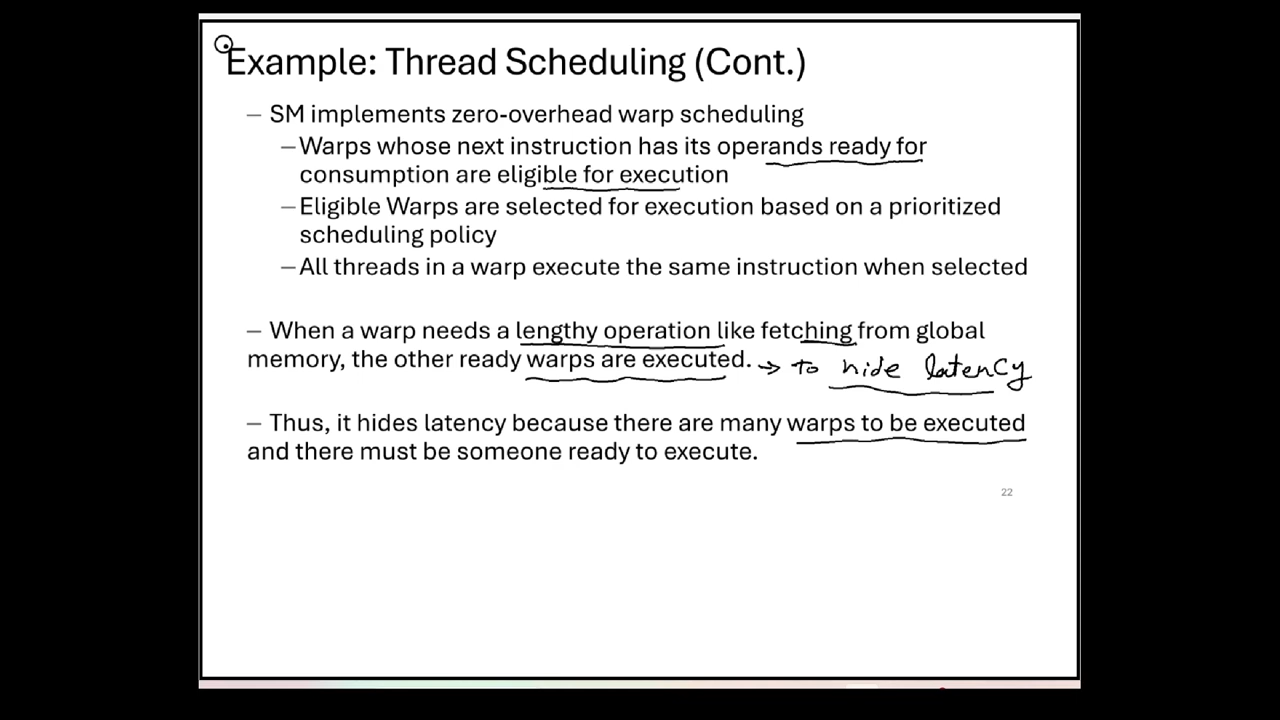 Example: Thread Scheduling (Cont.)
– SM implements zero-overhead warp scheduling
– Warps whose next instruction has its operands ready for
consumption are eligible for execution
– Eligible Warps are selected for execution based on a prioritized
scheduling policy
– All threads in a warp execute the same instruction when selected
– When a warp needs a lengthy operation like fetching from global
memory, the other ready warps are executed. → to hide latency
– Thus, it hides latency because there are many warps to be executed
and there must be someone ready to execute.
22